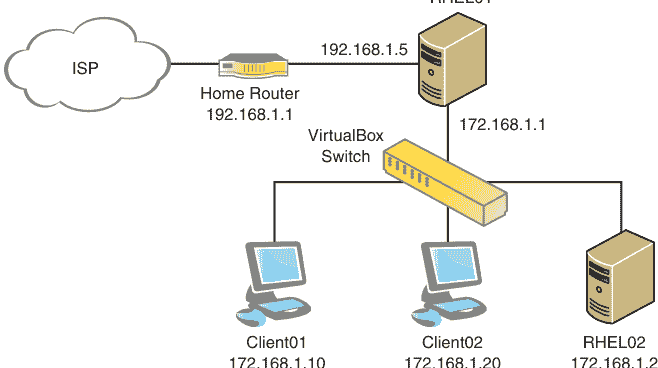 RHEL01
192.168.1.5
ISP
Home Router
192.168.1.1
172.168.1.1
VirtualBox
Switch
Client01
172.168.1.10
Client02
172.168.1.20
RHEL02
172.168.1.2